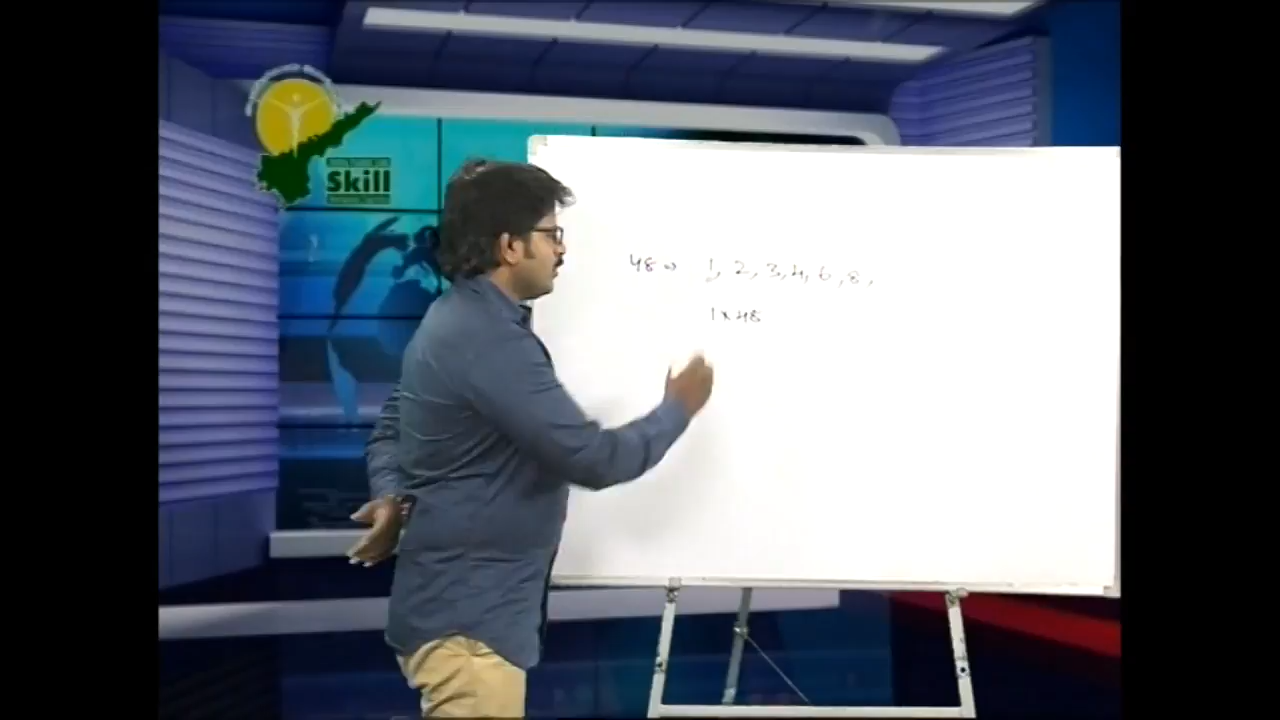 Skill
48 ⇒ 1, 2, 3, 4, 6, 8,
1 x 48